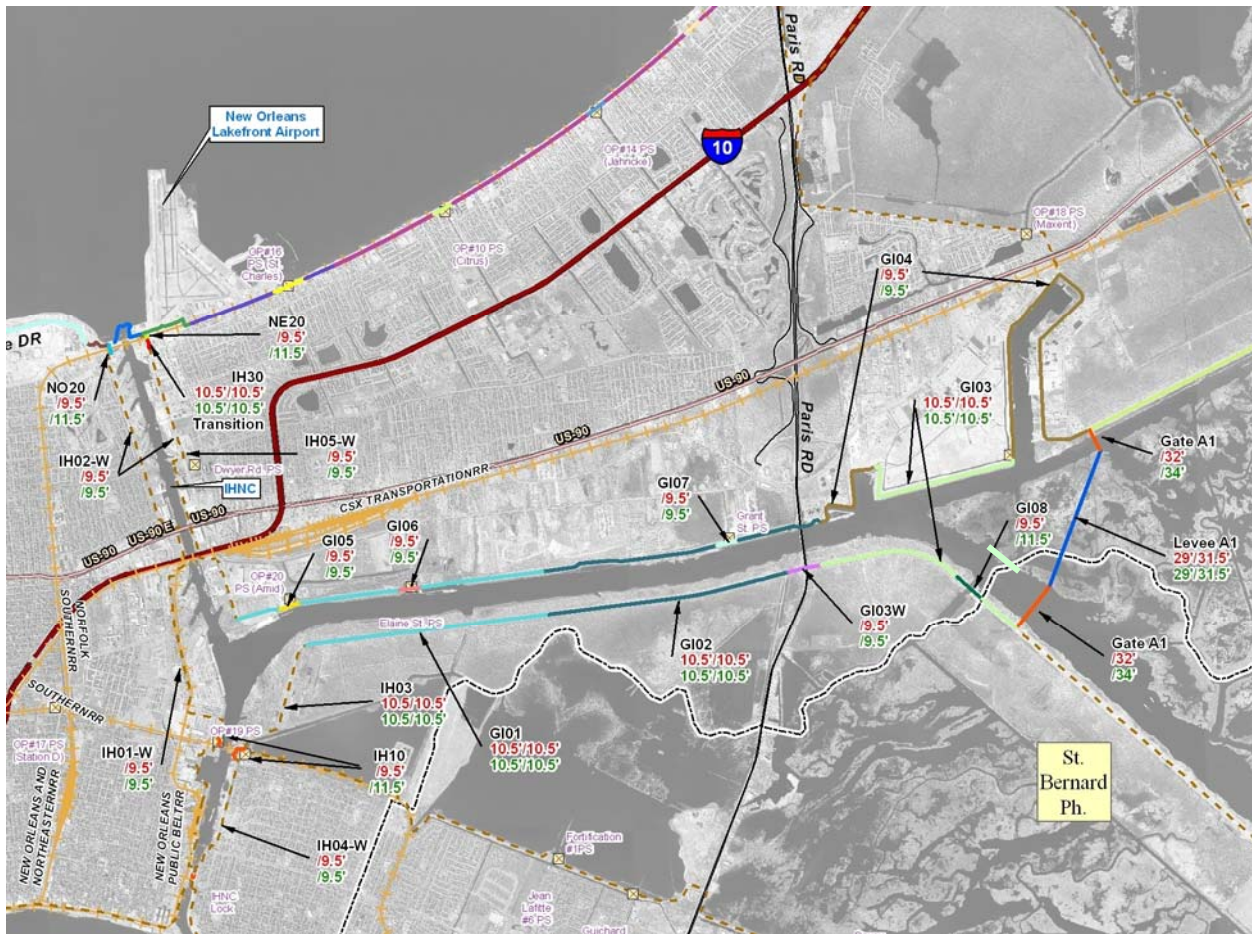 Paris RD
New Orleans
Lakefront Airport
10
OP#14 PS
(Jahncke)
OP#10 PS
(Citrus)
OP#16
PS (St.
Charles)
OP#18 PS
(Maxent)
GI04
/9.5'
/9.5'
NE20
/9.5'
/11.5'
e DR
NO20
/9.5'
/11.5'
IH30
10.5'/10.5'
10.5'/10.5'
Transition
US-90
GI03
10.5'/10.5'
10.5'/10.5'
Paris RD
IH05-W
/9.5'
/9.5'
IH02-W
/9.5'
/9.5'
Dwyer Rd. PS
IHNC
US-90
CSX TRANSPORTATIONRR
Gate A1
/32'
/34'
GI07
/9.5'
/9.5'
Grant
St. PS
GI08
/9.5'
/11.5'
US-90
US-90 E
US-90
GI05
/9.5'
/9.5'
GI06
/9.5'
/9.5'
Levee A1
29'/31.5'
29'/31.5'
OP#20
PS (Amid)
NORFOLK
SOUTHERNRR
Elaine St. PS
GI03W
/9.5'
/9.5'
GI02
10.5'/10.5'
10.5'/10.5'
Gate A1
/32'
/34'
SOUTHERNRR
IH03
10.5/10.5'
10.5/10.5'
OP#19 PS
GI01
10.5'/10.5'
10.5'/10.5'
OP#17 PS
(Station D)
IH01-W
/9.5'
/9.5'
IH10
/9.5'
/11.5'
St.
Bernard
Ph.
NEW ORLEANS AND
NORTHEASTERNRR
NEW ORLEANS
PUBLIC BELTRR
IH04-W
/9.5'
/9.5'
Fortification
#1PS
IHNC
Lock
Jean
Lafitte
#6 PS
Guichard